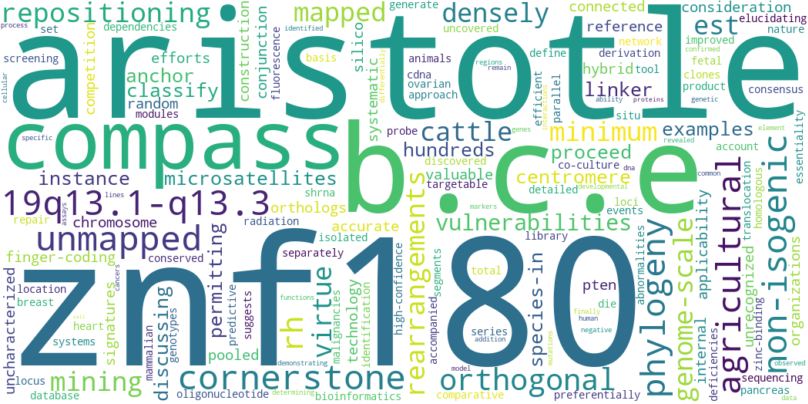 repositioning
mapped
densely
connected
consideration
generate
process
set
dependencies
reference
est
elucidating
nature
screening
efforts
anchor
classify
random
modules
competition
construction
conjunction
fluorescence
basis
silico
uncovered
define
derivation
network
improved
confirmed
fetal
clones
animals
cdna
ovarian
approach
efficient
parallel
hybrid
tool
linker
product
consensus
ability
proteins
genetic
regions
remain
identified
cellular
aristotle
situ
systematic
compass
b.c.e
specific
probe
cattle
hundreds
minimum
examples
account
element
revealed
proceed
co-culture
dna
genes
discovered
instance
microsatellites
valuable
targetable
centromere
detailed
developmental
common
essentiality
19q13.1-q13.3
shrna
orthologs
loci
events
markers
vulnerabilities
unmapped
chromosome
lines
assays
repair
radiation
accurate
isolated
library
finger-coding
conserved
separately
rearrangements
znf180
agricultural
non-isogenic
unrecognized
translocation
homologous
zinc-binding
organizations
phylogeny
genome-scale
applicability
internal
deficiencies
abnormalities
uncharacterized
location
breast
cancers
heart
systems
locus
signatures
mammalian
discussing
genotypes
permitting
predictive
suggests
rh
virtue
malignancies
technology
identification
high-confidence
accompanied
segments
species-in
total
functions
series
addition
pten
die
human
negative
finally
mutations
mining
database
pooled
cornerstone
oligonucleotide
demonstrating
determining
bioinformatics
model
comparative
orthogonal
preferentially
sequencing
pancreas
observed
data
cell
differentially